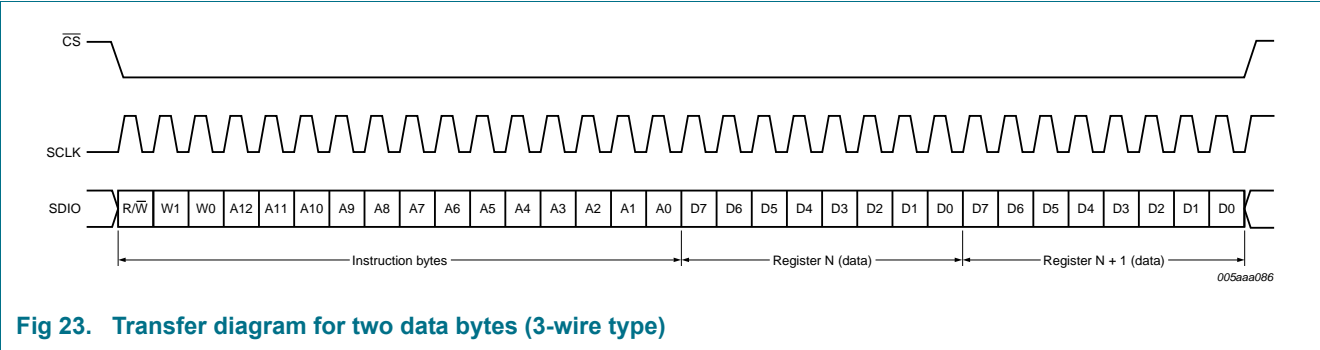 CS
SCLK
SDIO R/W W1 W0 A12 A11 A10 A9 A8 A7 A6 A5 A4 A3 A2 A1 A0 D7 D6 D5 D4 D3 D2 D1 D0 D7 D6 D5 D4 D3 D2 D1 D0
Instruction bytes Register N (data) Register N + 1 (data)
005aaa086
Fig 23. Transfer diagram for two data bytes (3-wire type)